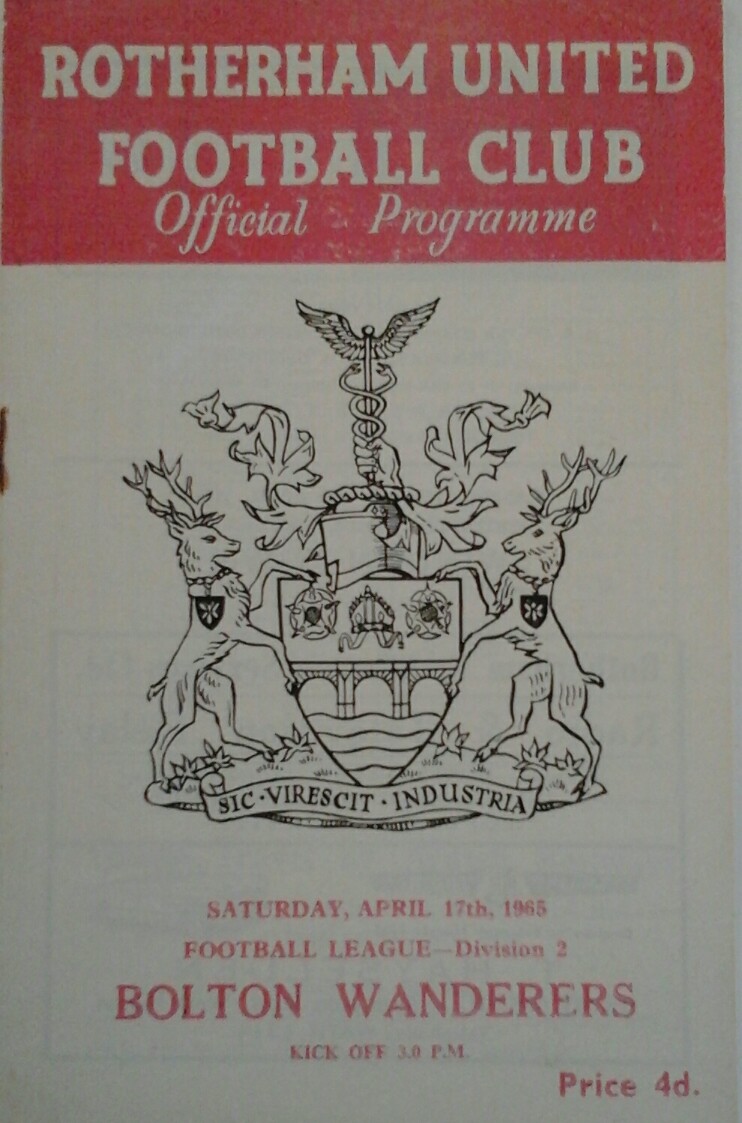 ROTHERHAM UNITED
FOOTBALL CLUB
Official Programme
SIC · VIRESCIT · INDUSTRIA
SATURDAY, APRIL 17th, 1965
FOOTBALL LEAGUE—Division 2
BOLTON WANDERERS
KICK OFF 3.0 P.M.
Price 4d.